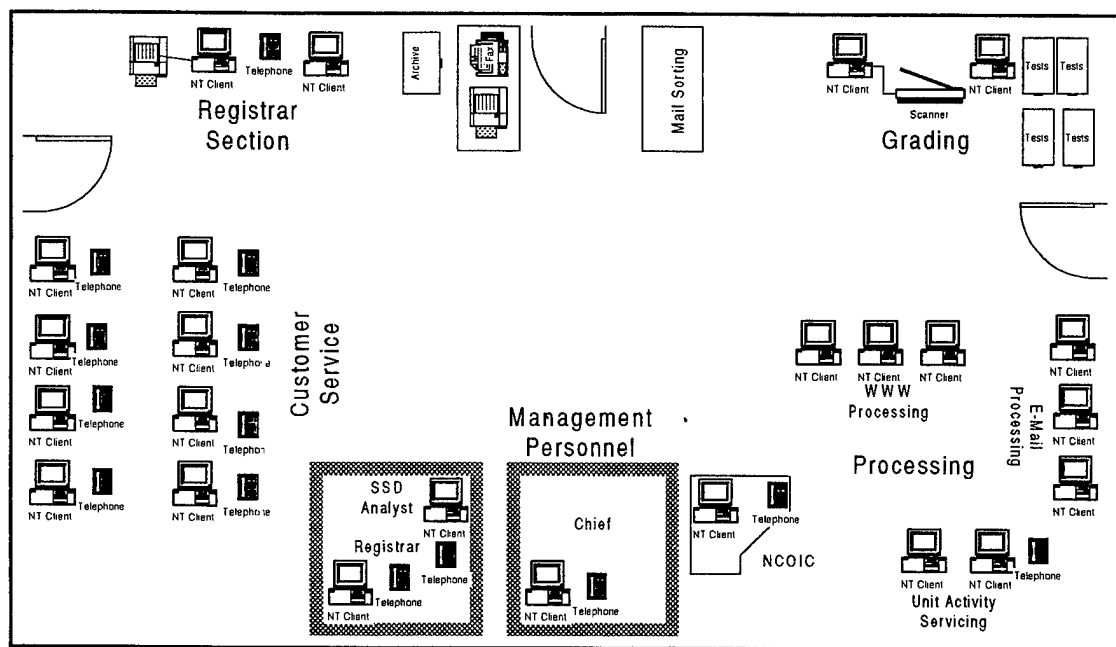 NT Client
Telephone
NT Client
Registrar
Section
Archive
Fax
Mail Sorting
NT Client
Scanner
NT Client
Grading
Tests
Tests
Tests
Tests
NT Client
Telephone
NT Client
Telephone
NT Client
Telephone
NT Client
Telephone
NT Client
Telephone
NT Client
Telephon
NT Client
Telephone
NT Client
Telephone
Customer
Service
NT Client
NT Client
NT Client
WWW
Processing
Processing
NT Client
NT Client
NT Client
E-Mail
Processing
Management
Personnel
SSD
Analyst
NT Client
Registrar
Telephone
NT Client
Telephone
Chief
NT Client
Telephone
NT Client
Telephone
NCOIC
NT Client
NT Client
Telephone
Unit Activity
Servicing